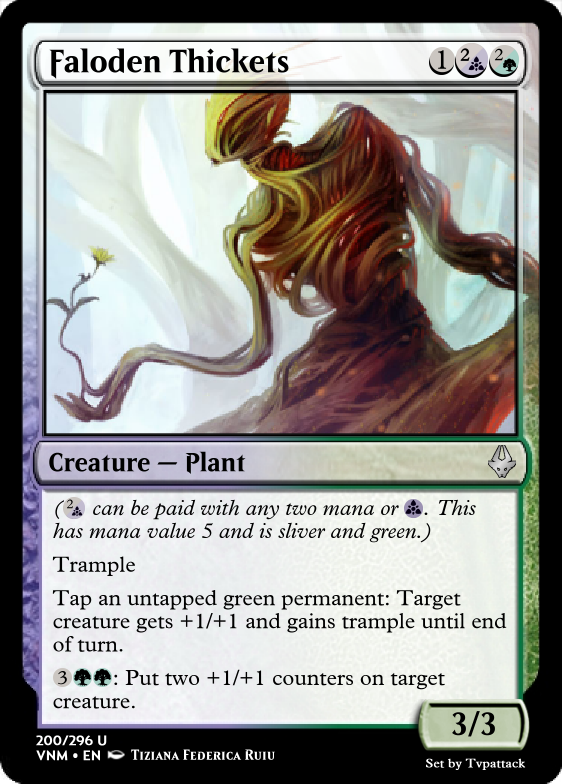 Faloden Thickets
1 2 2
Creature — Plant
(2 can be paid with any two mana or . This
has mana value 5 and is sliver and green.)
Trample
Tap an untapped green permanent: Target
creature gets +1/+1 and gains trample until end
of turn.
3: Put two +1/+1 counters on target
creature.
3/3
200/296 U
VNM • EN Tiziana Federica Ruiu
Set by Tvpattack